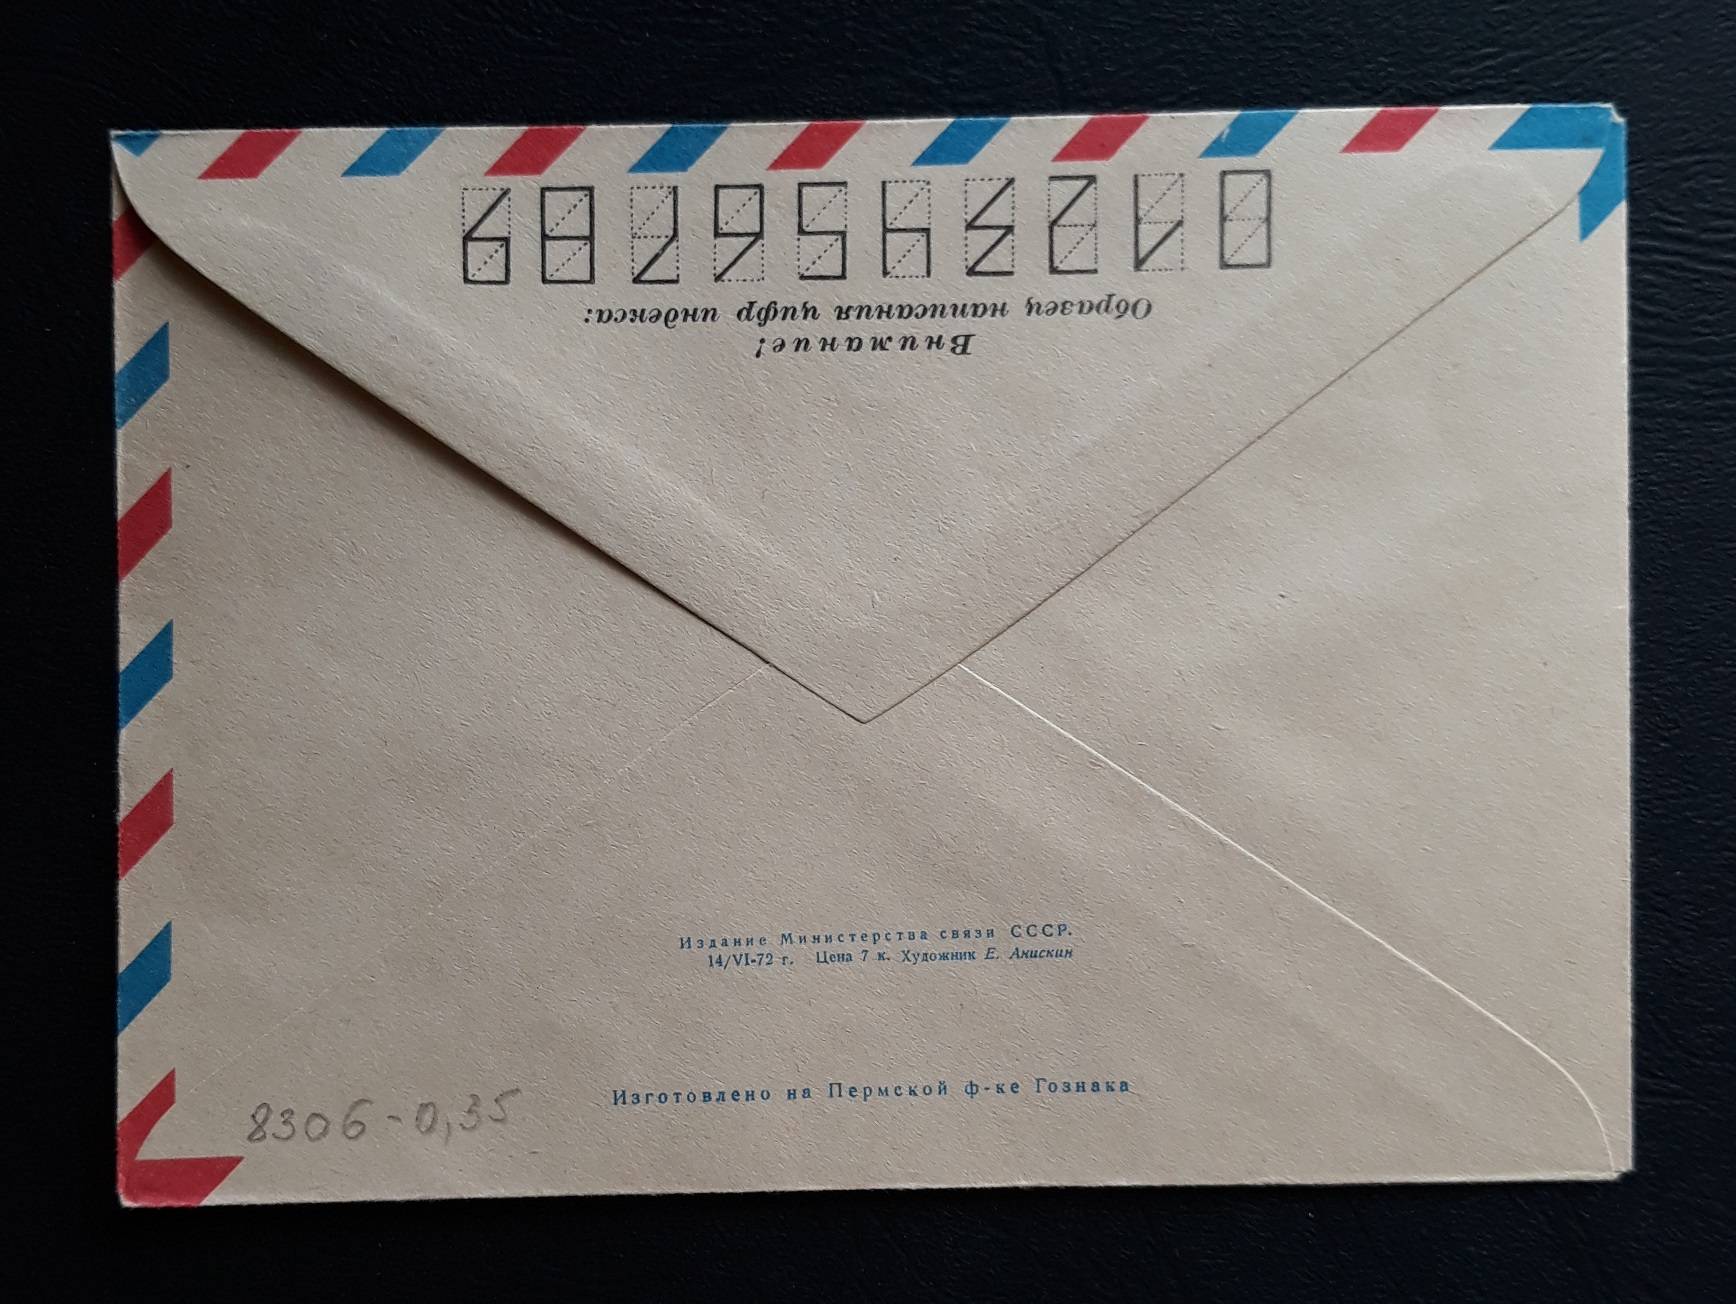 Внимание!
Образец написания цифр индекса:
0123456789
Издание Министерства связи СССР.
14/VI-72 г. Цена 7 к. Художник Е. Анискин
Изготовлено на Пермской ф-ке Гознака
8306-0,35